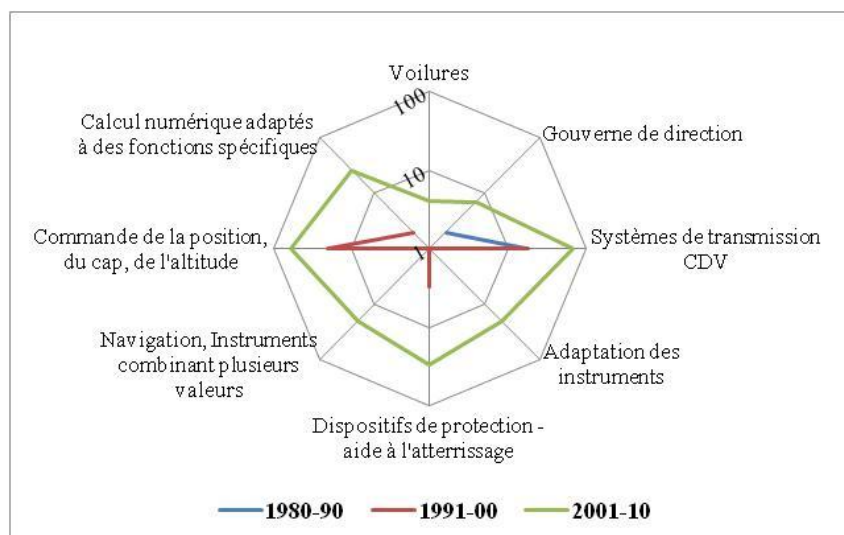 Voilures
100
Calcul numérique adaptés
à des fonctions spécifiques
Gouverne de direction
10
Commande de la position,
du cap, de l'altitude
1
Systèmes de transmission
CDV
Navigation, Instruments
combinant plusieurs
valeurs
Adaptation des
instruments
Dispositifs de protection -
aide à l'atterrissage
1980-90
1991-00
2001-10